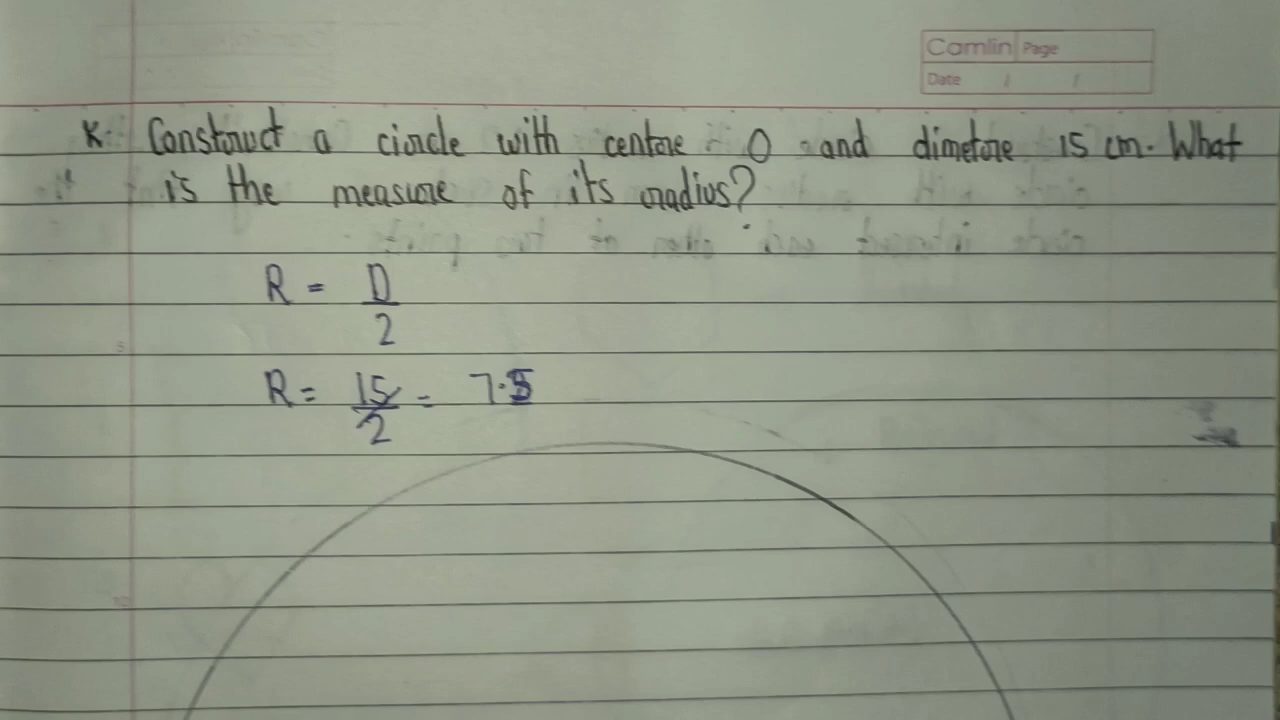 Camlin Page
Date / /
K. Construct a circle with centre O and dimetre 15 cm. What
is the measure of its radius?
R = D/2
R = 15/2 = 7.5